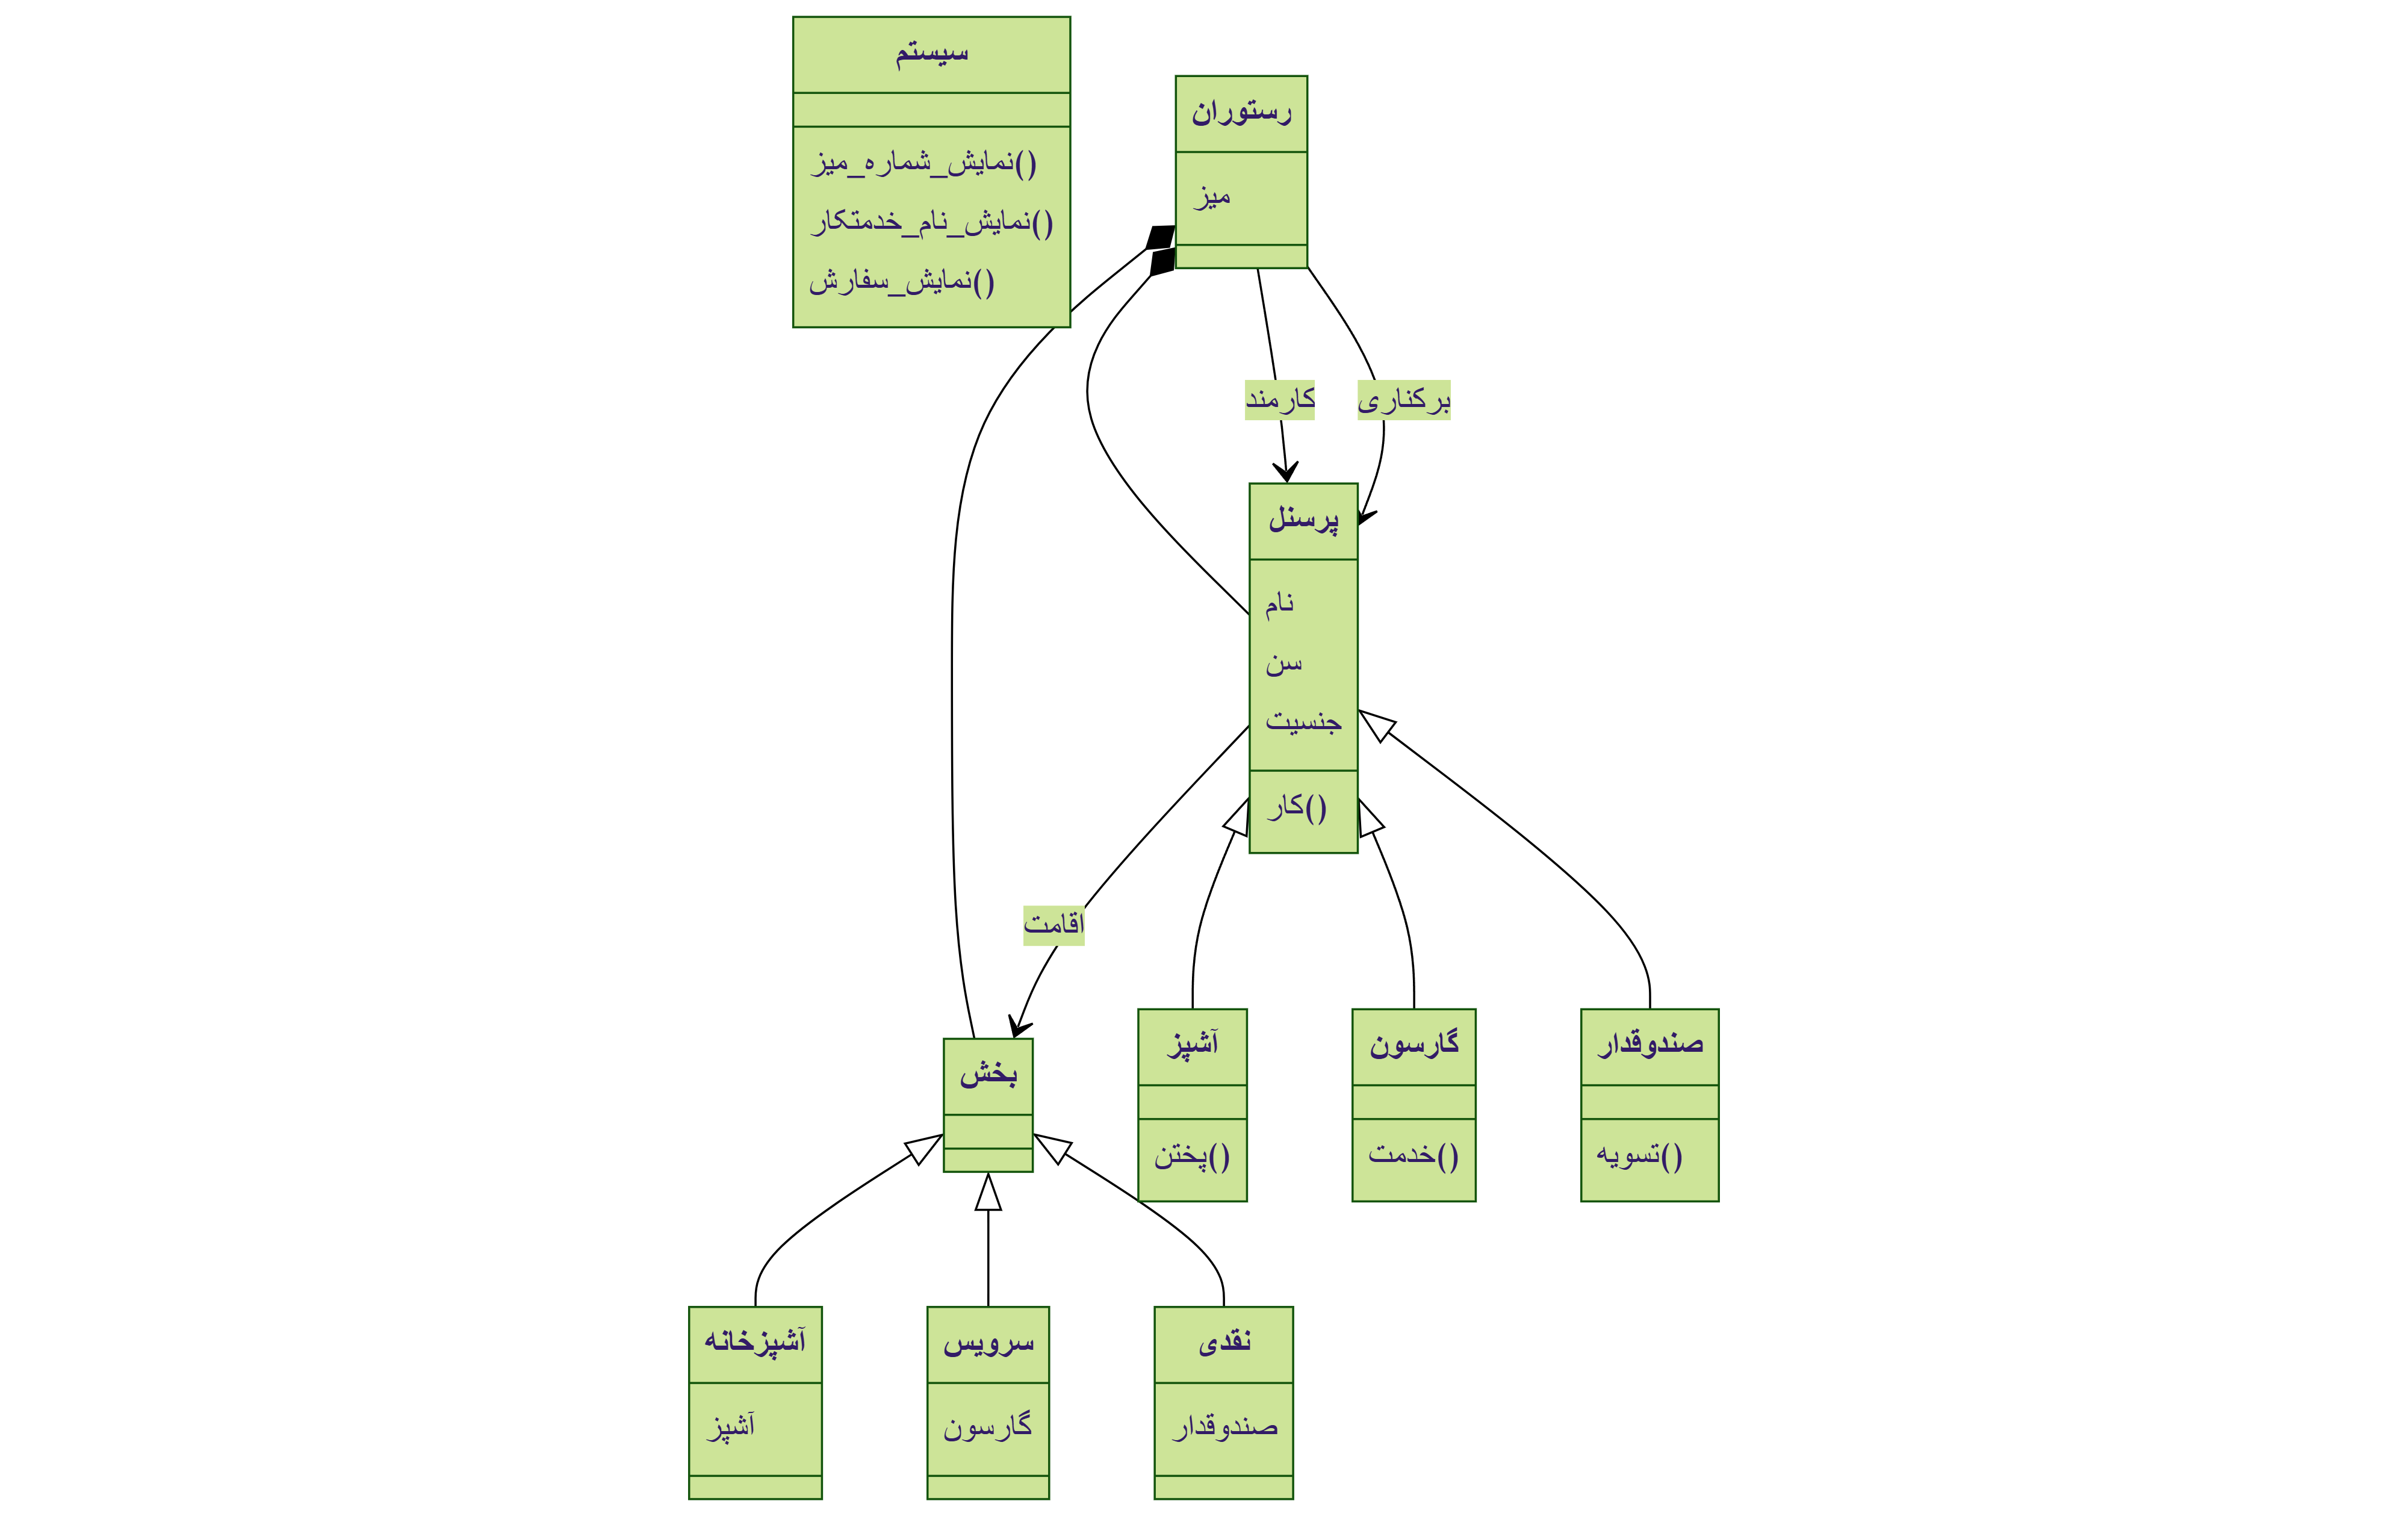 سیستم
نمایش_شماره_میز()
نمایش_نام_خدمتکار()
نمایش_سفارش()
رستوران
میز
کارمند
برکناری
پرسنل
نام
سن
جنسیت
کار()
اقامت
بخش
آشپز
پختن()
گارسون
خدمت()
صندوقدار
تسویه()
آشپزخانه
آشپز
سرویس
گارسون
نقدی
صندوقدار